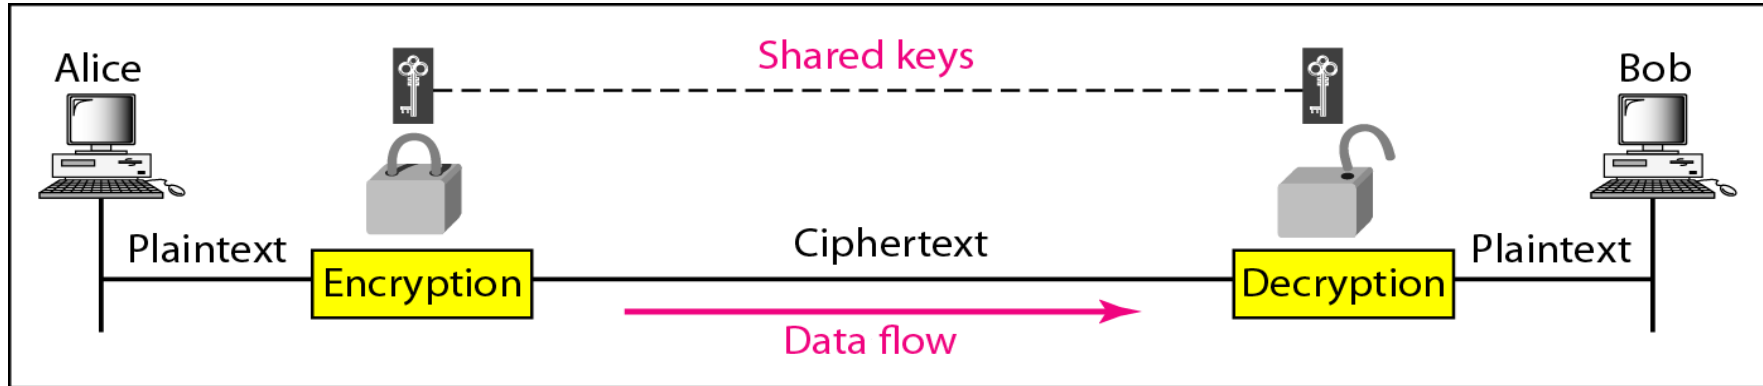 Shared keys
Alice
Bob
Plaintext
Ciphertext
Plaintext
Encryption
Decryption
Data flow